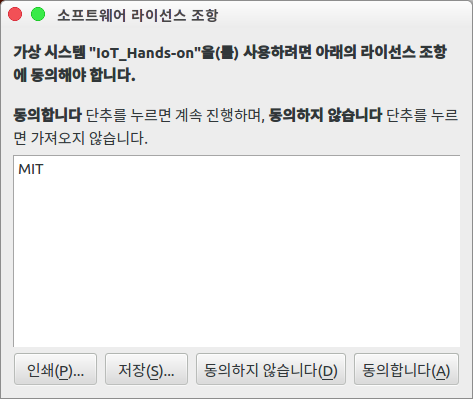 소프트웨어 라이선스 조항
가상 시스템 "IoT_Hands-on"을(를) 사용하려면 아래의 라이선스 조항
에 동의해야 합니다.
동의합니다 단추를 누르면 계속 진행하며, 동의하지 않습니다 단추를 누르
면 가져오지 않습니다.
MIT
인쇄(P)... 저장(S)... 동의하지 않습니다(D) 동의합니다(A)